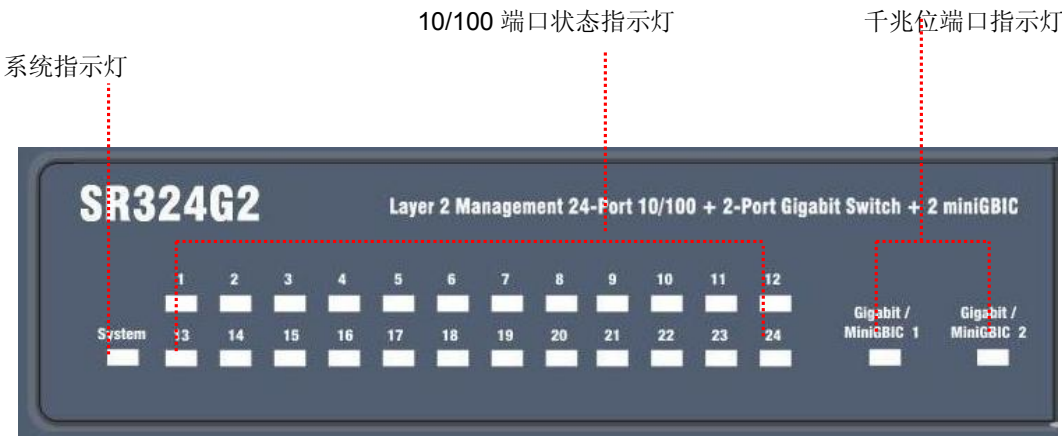 10/100 端口状态指示灯
千兆位端口指示灯
系统指示灯
SR324G2
Layer 2 Management 24-Port 10/100 + 2-Port Gigabit Switch + 2 miniGBIC
1 2 3 4 5 6 7 8 9 10 11 12
System 13 14 15 16 17 18 19 20 21 22 23 24
Gigabit / MiniGBIC 1
Gigabit / MiniGBIC 2